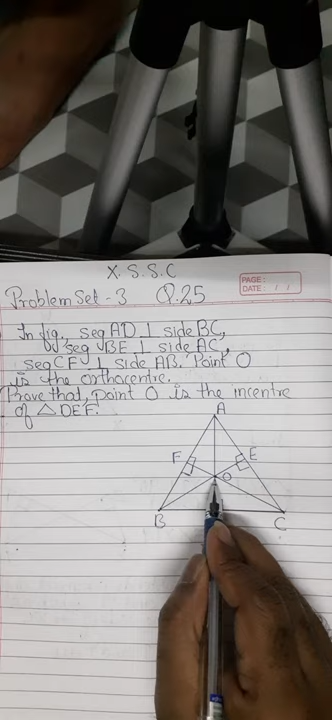 X. S. S. C
PAGE:
DATE: / /
Problem Set - 3 Q. 25
In fig, seg AD ⊥ side BC,
seg BE ⊥ side AC,
seg CF ⊥ side AB. Point O
is the orthocentre.
Prove that, point O is the incentre
of △ DEF.
A
F
E
O
B
C